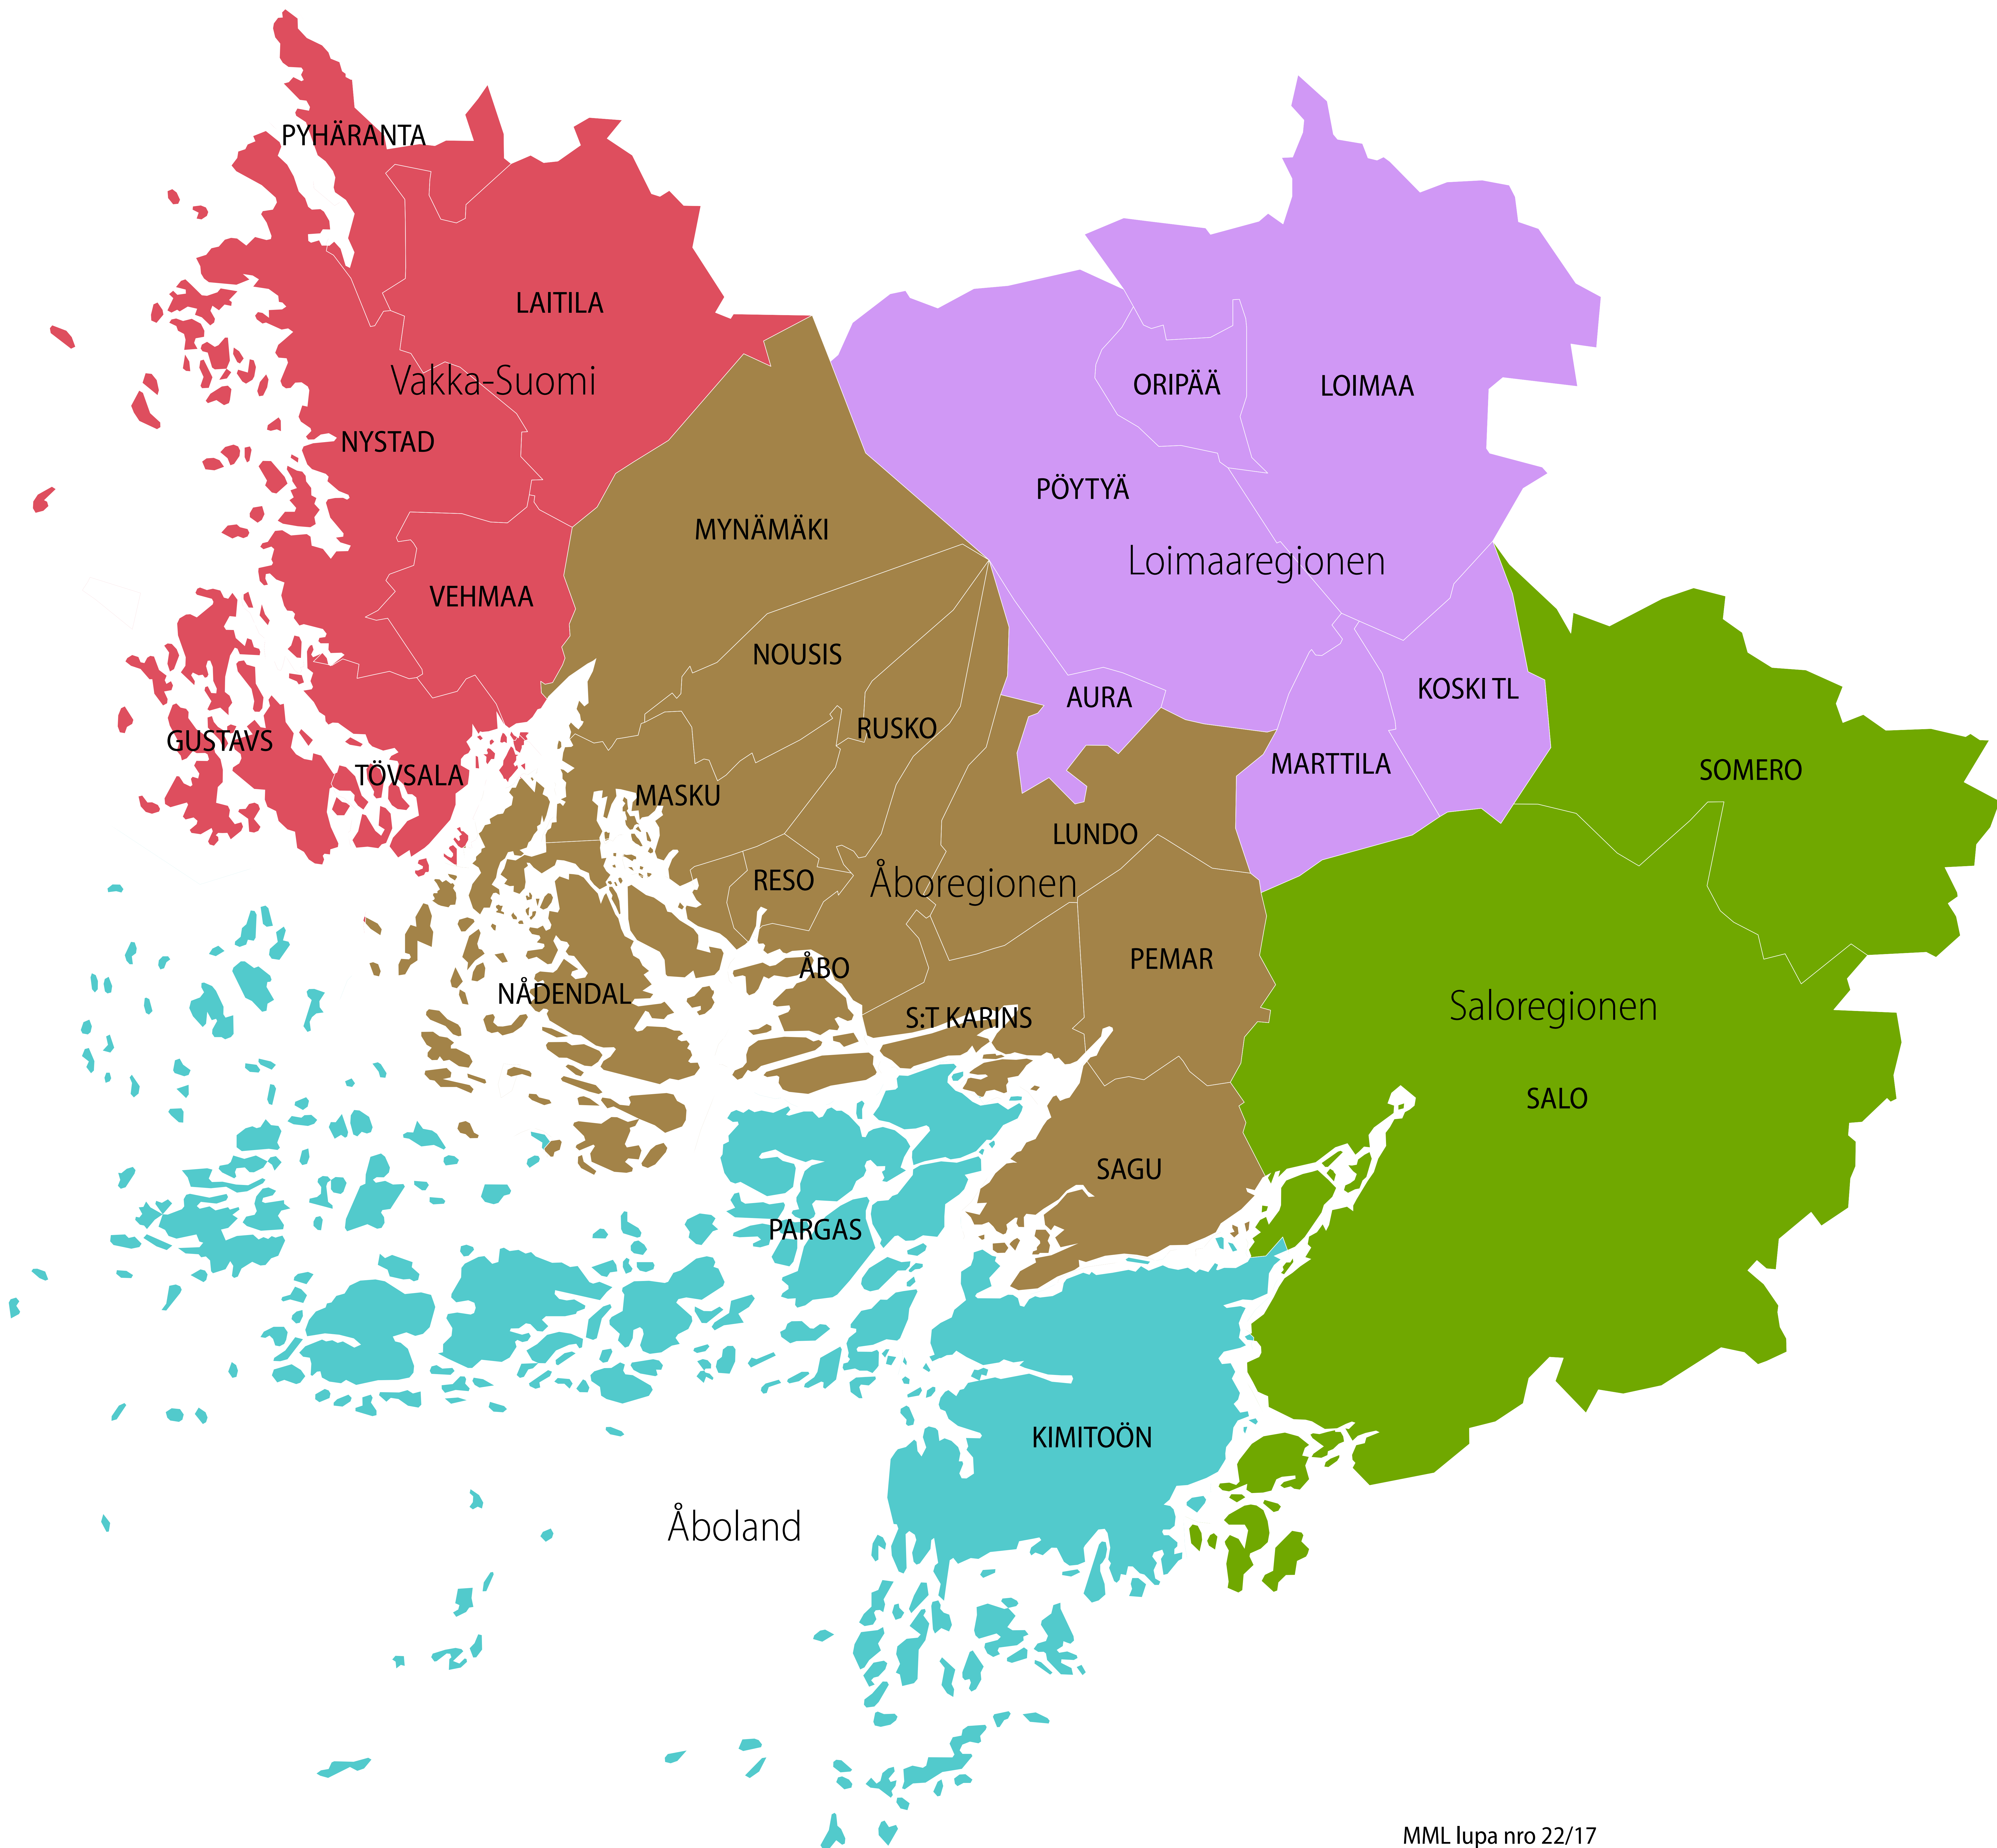 PYHÄRANTA
LAITILA
Vakka-Suomi
NYSTAD
VEHMAA
GUSTAVS
TÖVSALA
ORIPÄÄ
LOIMAA
PÖYTYÄ
Loimaaregionen
AURA
KOSKI TL
MARTTILA
MYNÄMÄKI
NOUSIS
RUSKO
MASKU
LUNDO
RESO
Åboregionen
PEMAR
ÅBO
NÅDENDAL
S:T KARINS
SAGU
SOMERO
Saloregionen
SALO
PARGAS
KIMITOÖN
Åboland
MML lupa nro 22/17